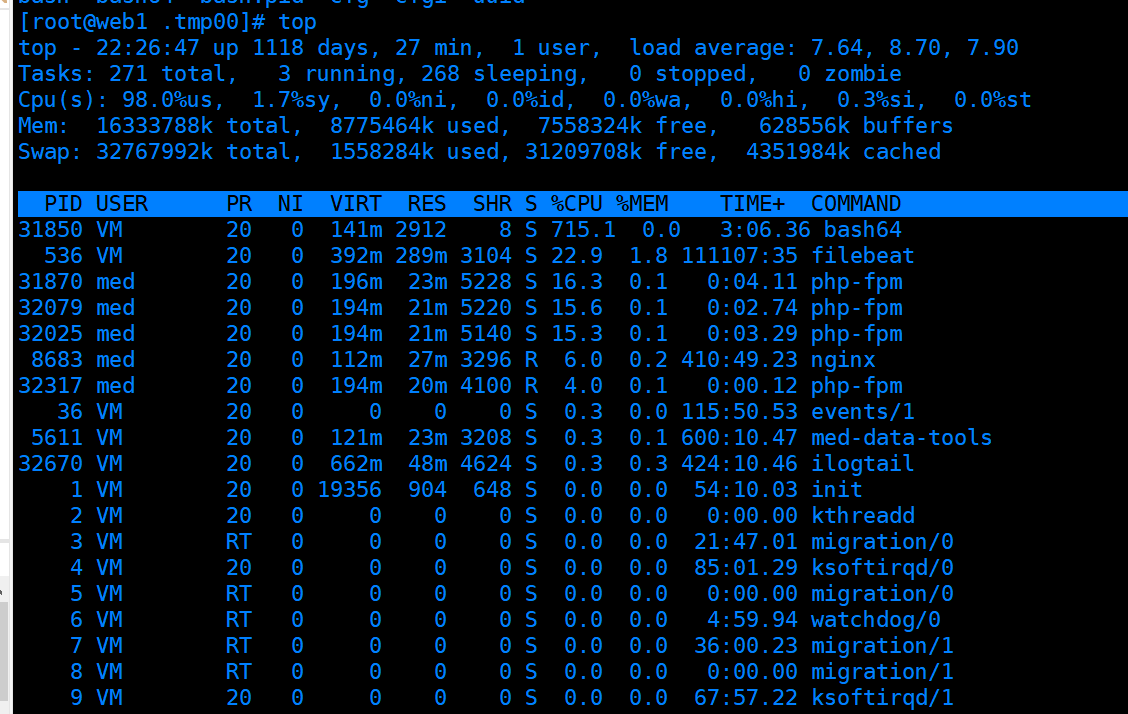 bash bash64 bash.pid cfg cfgi uuid
[root@web1 .tmp00]# top
top - 22:26:47 up 1118 days, 27 min,  1 user,  load average: 7.64, 8.70, 7.90
Tasks: 271 total,   3 running, 268 sleeping,   0 stopped,   0 zombie
Cpu(s): 98.0%us,  1.7%sy,  0.0%ni,  0.0%id,  0.0%wa,  0.0%hi,  0.3%si,  0.0%st
Mem:  16333788k total,  8775464k used,  7558324k free,   628556k buffers
Swap: 32767992k total,  1558284k used, 31209708k free,  4351984k cached
  PID USER      PR  NI  VIRT  RES  SHR S %CPU %MEM    TIME+  COMMAND
31850 VM        20   0  141m 2912    8 S 715.1  0.0   3:06.36 bash64
  536 VM        20   0  392m 289m 3104 S 22.9  1.8 111107:35 filebeat
31870 med       20   0  196m  23m 5228 S 16.3  0.1   0:04.11 php-fpm
32079 med       20   0  194m  21m 5220 S 15.6  0.1   0:02.74 php-fpm
32025 med       20   0  194m  21m 5140 S 15.3  0.1   0:03.29 php-fpm
 8683 med       20   0  112m  27m 3296 R  6.0  0.2 410:49.23 nginx
32317 med       20   0  194m  20m 4100 R  4.0  0.1   0:00.12 php-fpm
   36 VM        20   0     0    0    0 S  0.3  0.0 115:50.53 events/1
 5611 VM        20   0  121m  23m 3208 S  0.3  0.1 600:10.47 med-data-tools
32670 VM        20   0  662m  48m 4624 S  0.3  0.3 424:10.46 ilogtail
    1 VM        20   0 19356  904  648 S  0.0  0.0  54:10.03 init
    2 VM        20   0     0    0    0 S  0.0  0.0   0:00.00 kthreadd
    3 VM        RT   0     0    0    0 S  0.0  0.0  21:47.01 migration/0
    4 VM        20   0     0    0    0 S  0.0  0.0  85:01.29 ksoftirqd/0
    5 VM        RT   0     0    0    0 S  0.0  0.0   0:00.00 migration/0
    6 VM        RT   0     0    0    0 S  0.0  0.0   4:59.94 watchdog/0
    7 VM        RT   0     0    0    0 S  0.0  0.0  36:00.23 migration/1
    8 VM        RT   0     0    0    0 S  0.0  0.0   0:00.00 migration/1
    9 VM        20   0     0    0    0 S  0.0  0.0  67:57.22 ksoftirqd/1